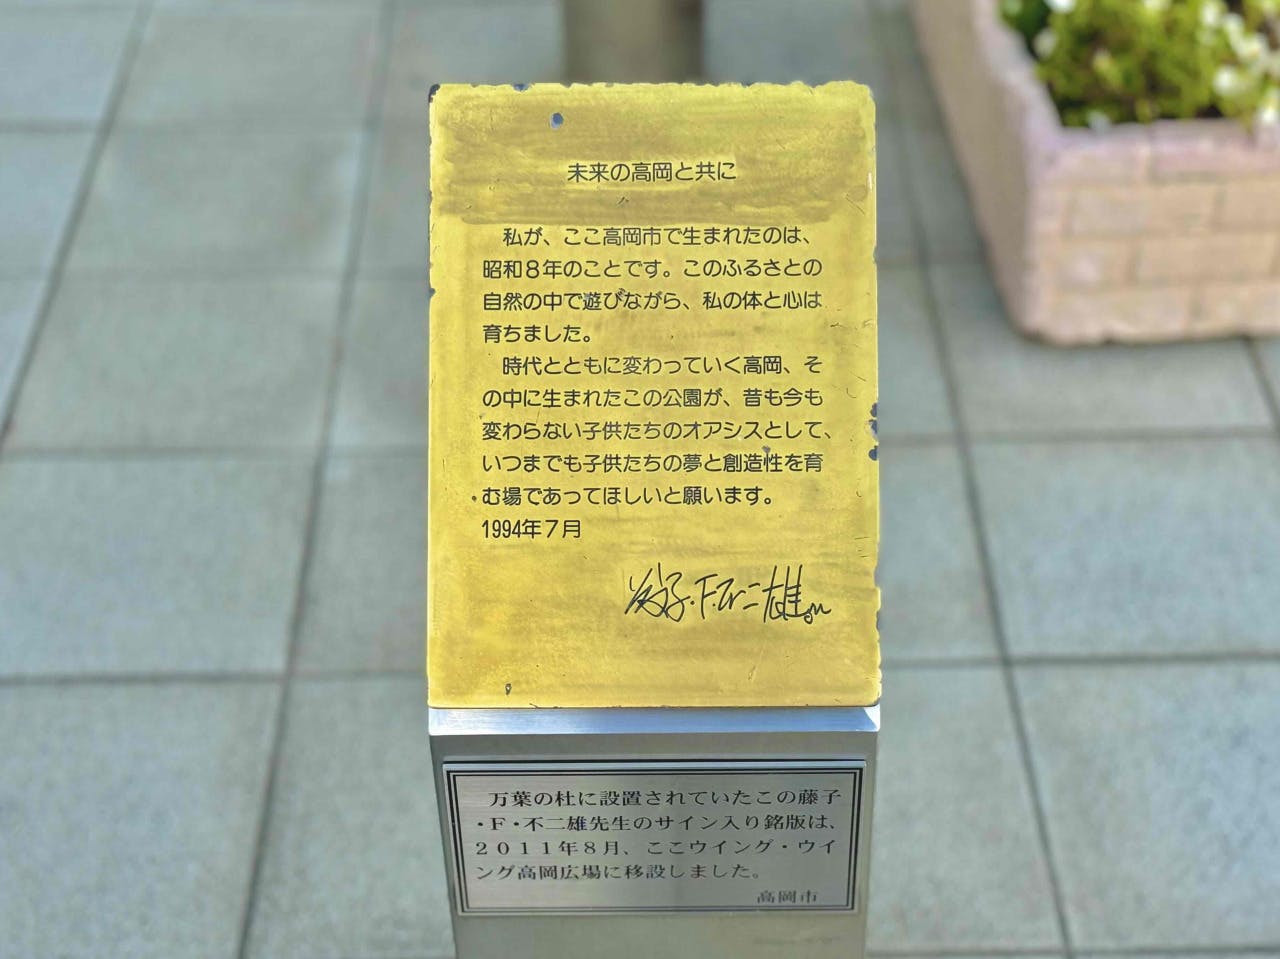 未来の高岡と共に
私が、ここ高岡市で生まれたのは、
昭和8年のことです。このふるさとの
自然の中で遊びながら、私の体と心は
育ちました。
時代とともに変わっていく高岡、そ
の中に生まれたこの公園が、昔も今も
変わらない子供たちのオアシスとして、
いつまでも子供たちの夢と創造性を育
む場であってほしいと願います。
1994年7月
藤子・F・不二雄
万葉の杜に設置されていたこの藤子
・F・不二雄先生のサイン入り銘版は、
２０１１年８月、ここウイング・ウイ
ング高岡広場に移設しました。
高岡市